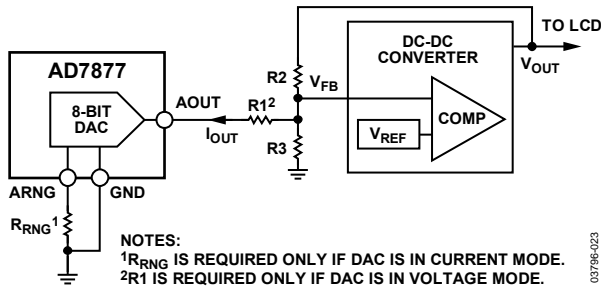 TO LCD
DC-DC
CONVERTER
AD7877
R2
V_FB
V_OUT
8-BIT
DAC
AOUT
R1²
COMP
I_OUT
V_REF
R3
ARNG
GND
R_RNG¹
NOTES:
¹R_RNG IS REQUIRED ONLY IF DAC IS IN CURRENT MODE.
²R1 IS REQUIRED ONLY IF DAC IS IN VOLTAGE MODE.
03796-023